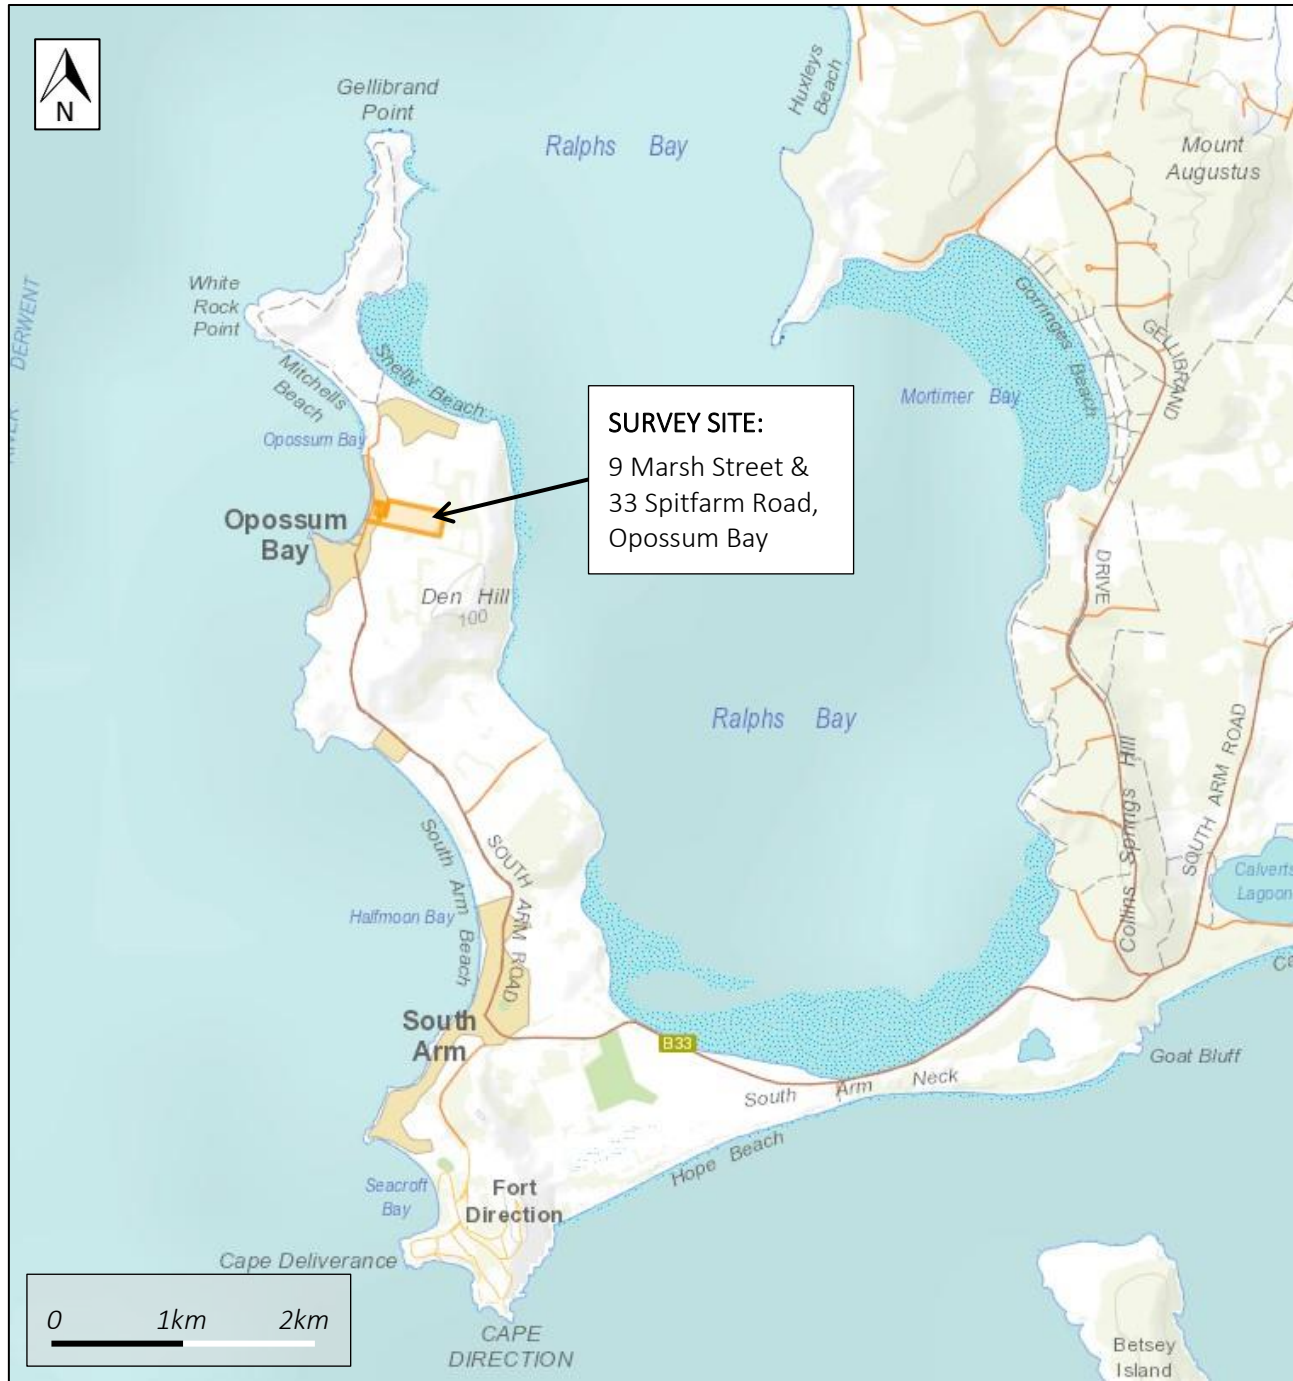 N
Gellibrand
Point
Ralphs Bay
Huxleys
Beach
Mount
Augustus
White
Rock
Point
RIVER DERWENT
Mitchells
Beach
Shelly Beach
Gorringes Beach
GELLIBRAND
DRIVE
Mortimer Bay
Opossum Bay
SURVEY SITE:
9 Marsh Street &
33 Spitfarm Road,
Opossum Bay
Opossum
Bay
Den Hill
100
Ralphs Bay
Collins Springs Hill
SOUTH ARM ROAD
Calverts
Lagoon
South Arm Beach
SOUTH ARM ROAD
Halfmoon Bay
South
Arm
B33
South Arm Neck
Goat Bluff
Hope Beach
Seacroft
Bay
Fort
Direction
Cape Deliverance
CAPE
DIRECTION
Betsey
Island
0 1km 2km